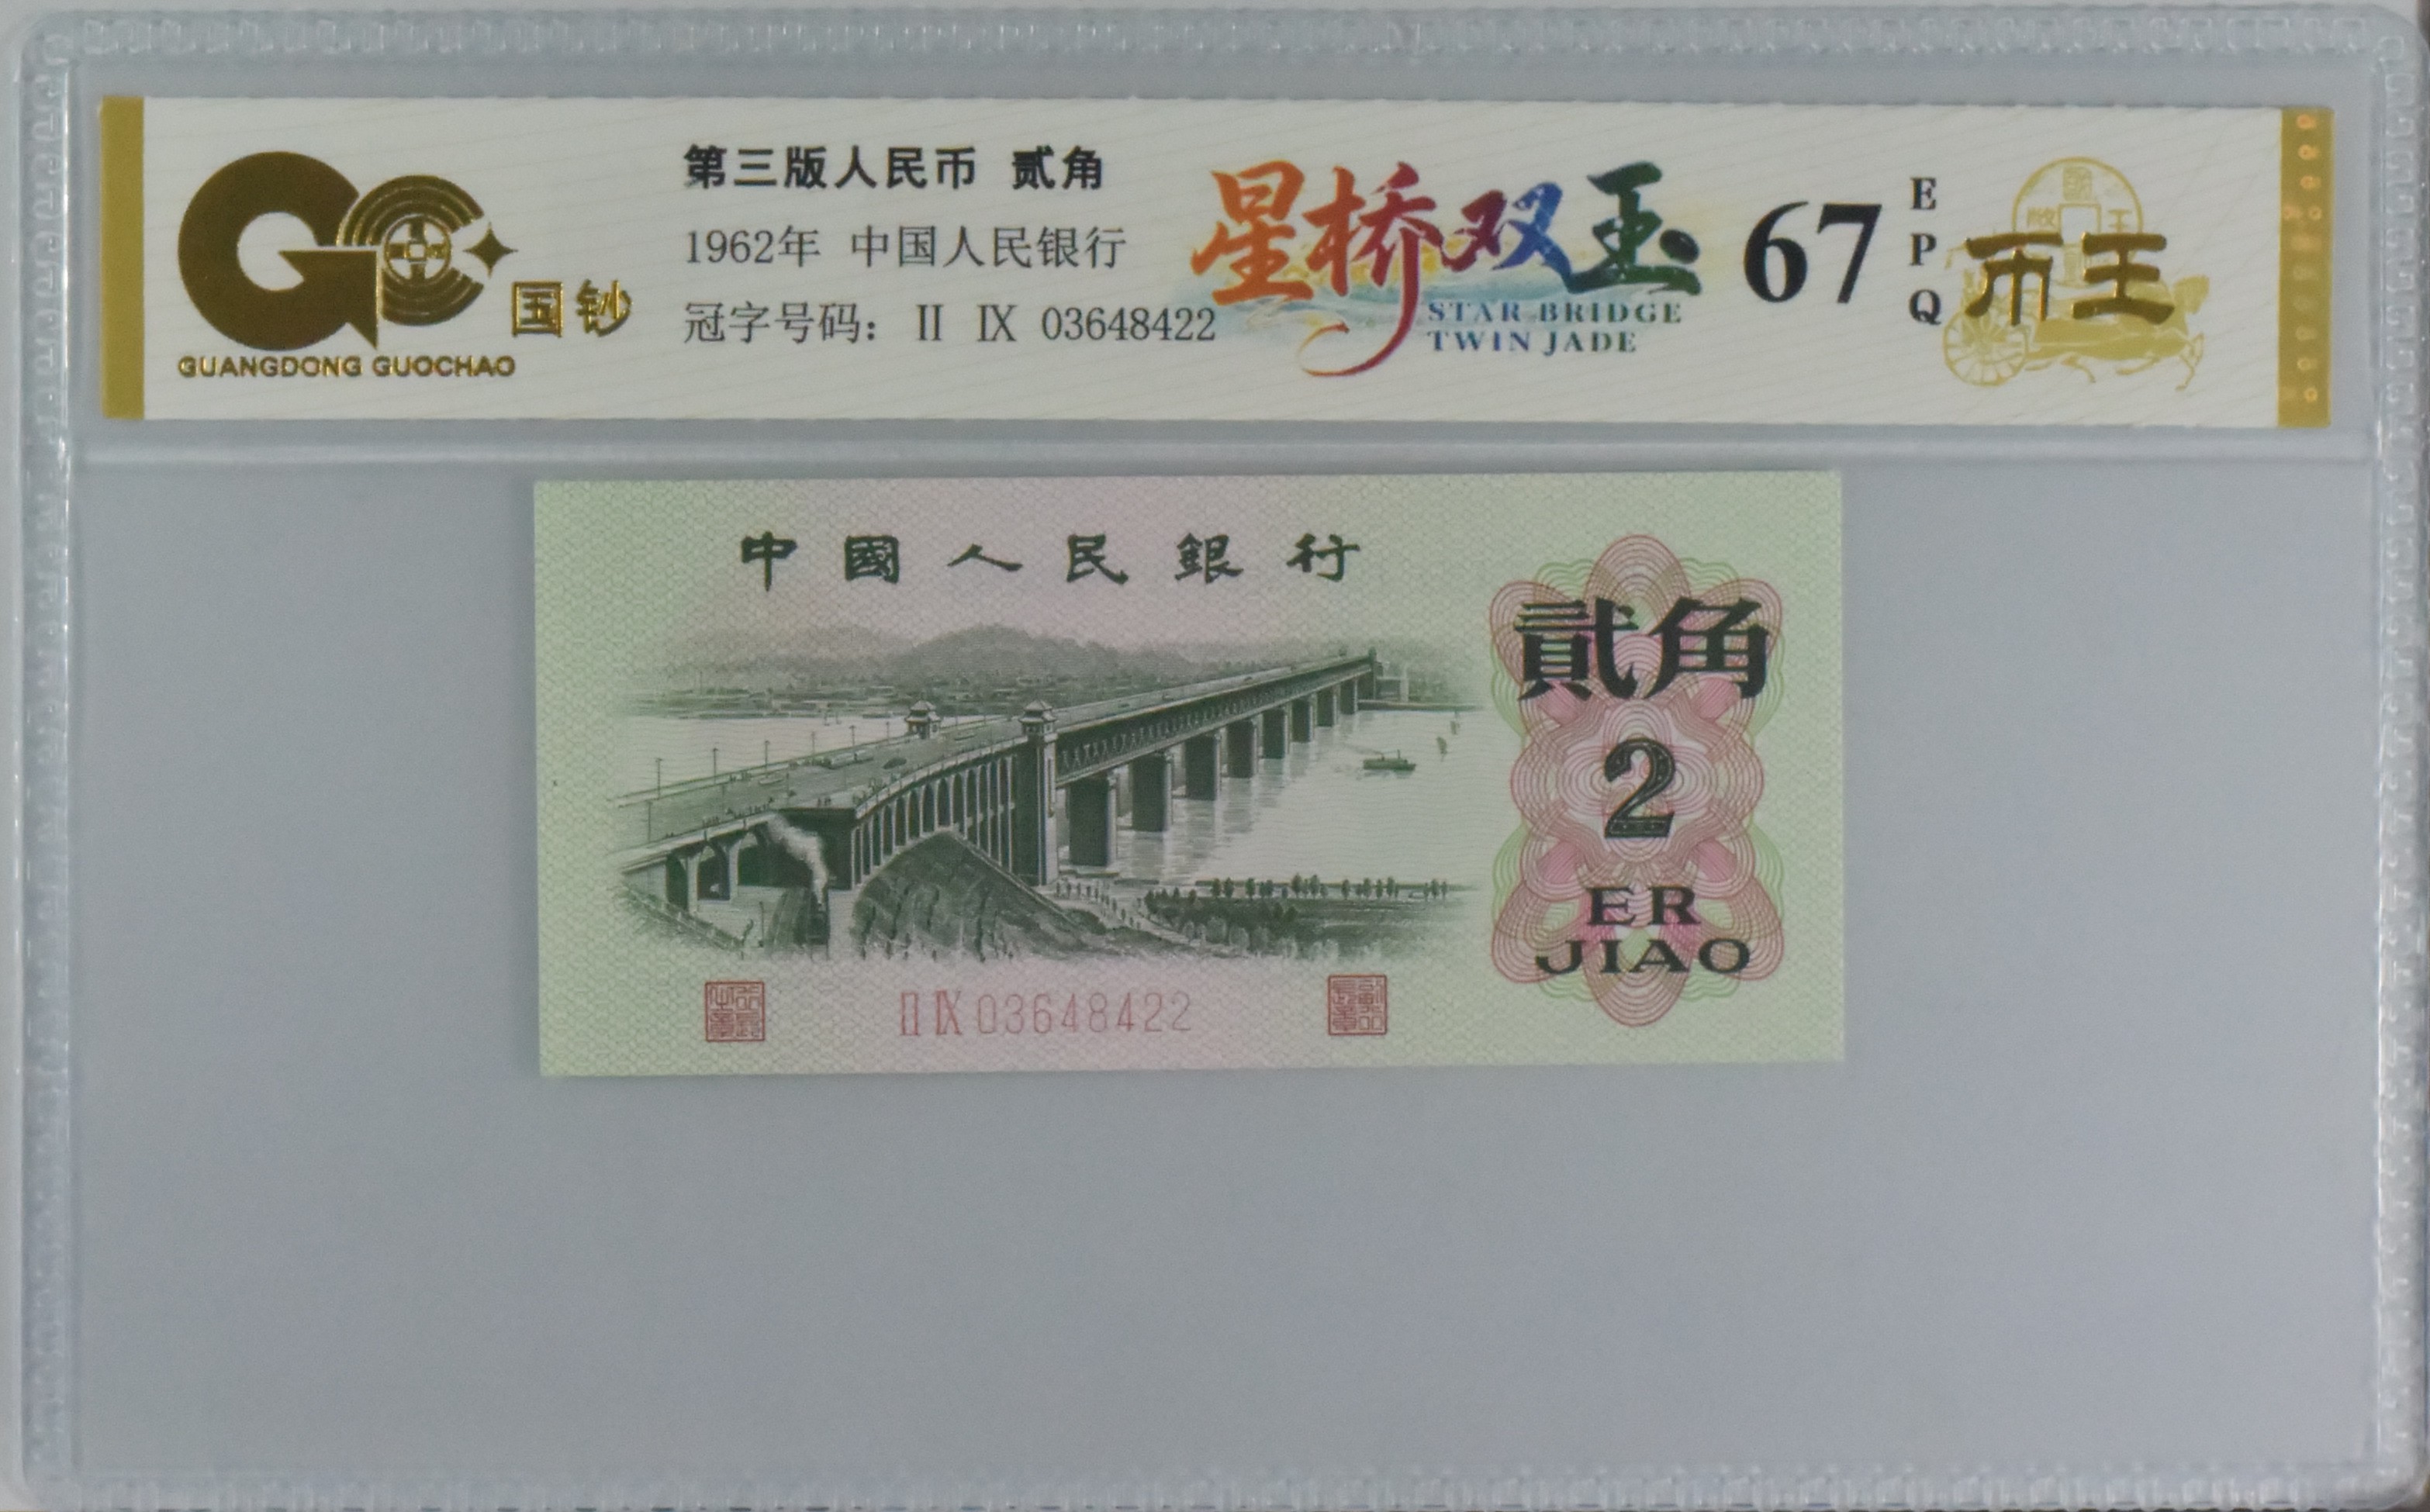 国钞
GUANGDONG GUOCHAO
第三版人民币 贰角
1962年 中国人民银行
冠字号码： II IX 03648422
星桥双玉
STAR BRIDGE
TWIN JADE
67
E
P
Q
币王
中國人民銀行
貳角
2
ER
JIAO
II IX 03648422